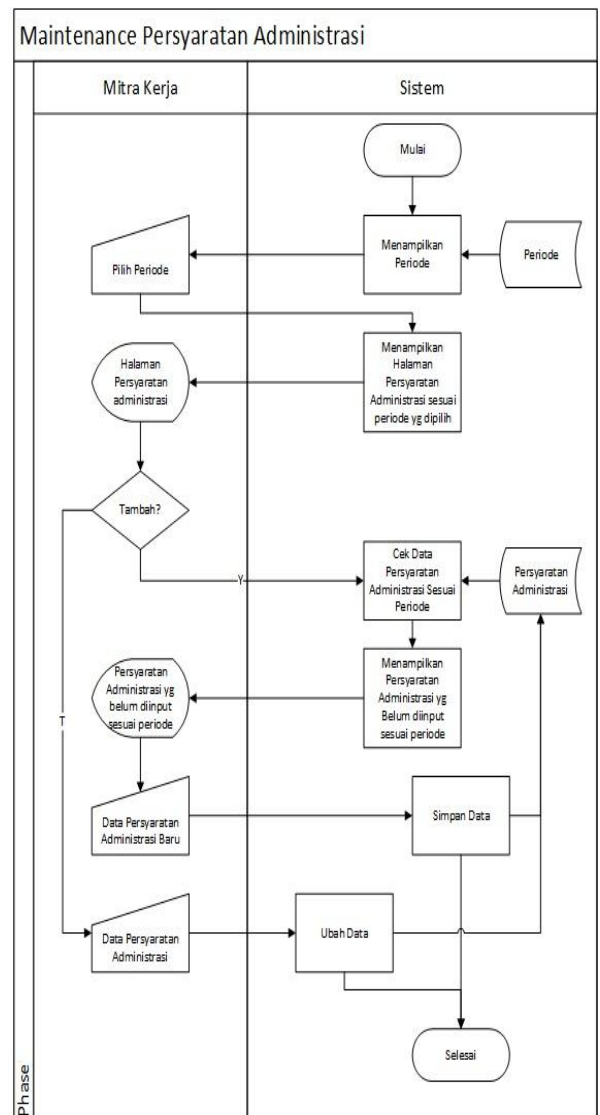 Maintenance Persyaratan Administrasi
Mitra Kerja
Sistem
Mulai
Menampilkan
Periode
Periode
Pilih Periode
Menampilkan
Halaman
Persyaratan
Administrasi sesuai
periode yg dipilih
Halaman
Persyaratan
administrasi
Tambah?
Y
Cek Data
Persyaratan
Administrasi Sesuai
Periode
Persyaratan
Administrasi
Menampilkan
Persyaratan
Administrasi yg
Belum diinput
sesuai periode
Persyaratan
Administrasi yg
belum diinput
sesuai periode
T
Data Persyaratan
Administrasi Baru
Simpan Data
Data Persyaratan
Administrasi
Ubah Data
Selesai
Phase